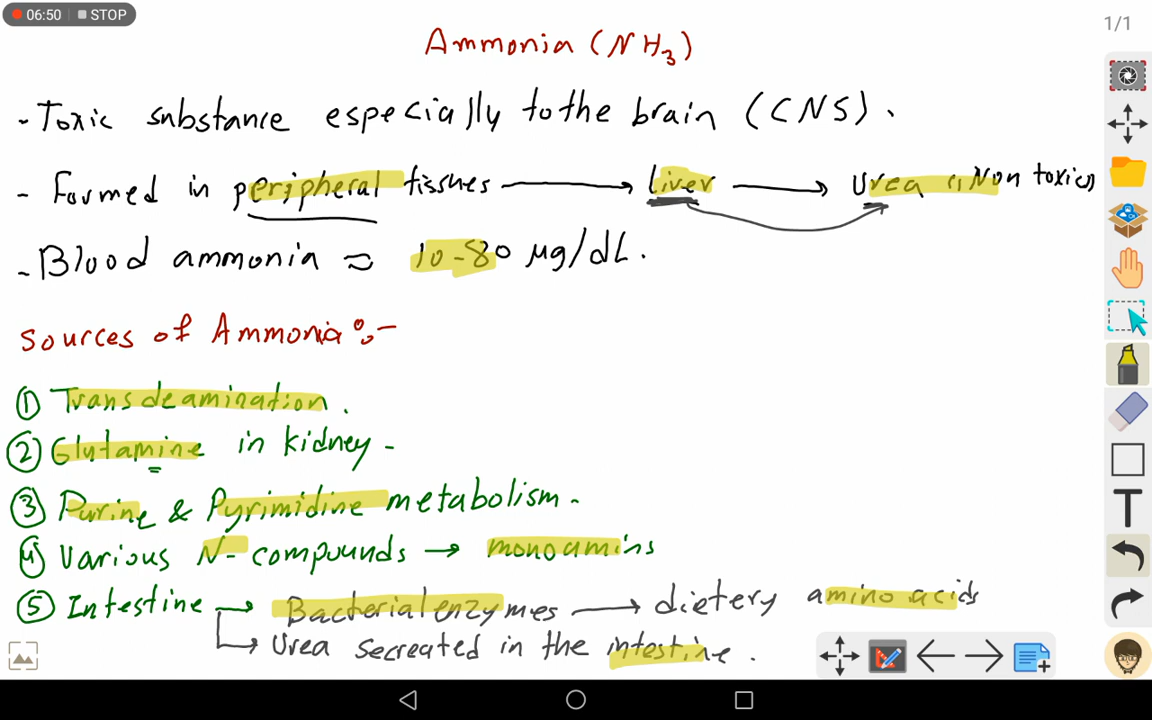 06:50 STOP
1/1
Ammonia (NH3)
- Toxic substance especially to the brain (CNS).
- Formed in peripheral tissues → liver → Urea "Non toxic"
- Blood ammonia ≈ 10-80 µg/dL.
Sources of Ammonia :-
① Transdeamination.
② Glutamine in kidney -
③ Purine & Pyrimidine metabolism.
④ Various N- compounds → monoamins
⑤ Intestine → Bacterial enzymes → dietery amino acids
→ Urea secreated in the intestine.
T